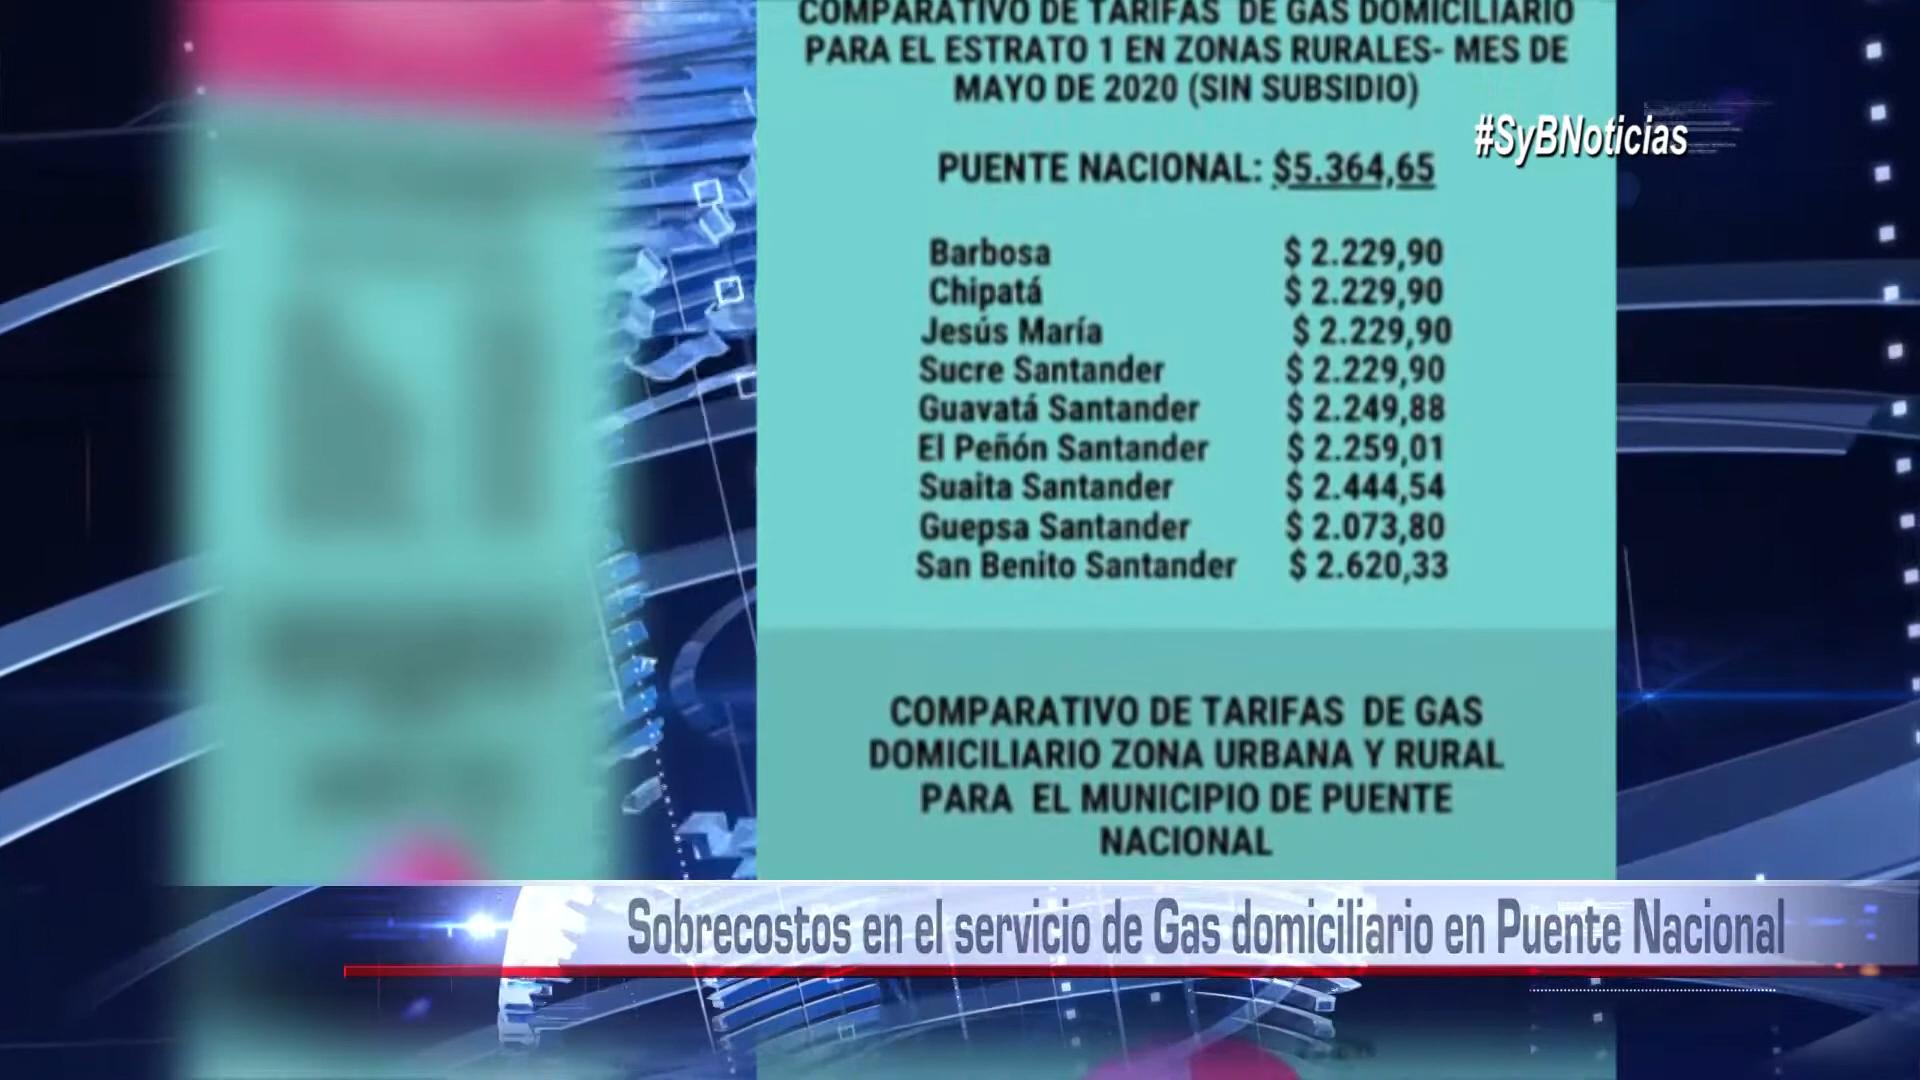 COMPARATIVO DE TARIFAS DE GAS DOMICILIARIO
PARA EL ESTRATO 1 EN ZONAS RURALES- MES DE
MAYO DE 2020 (SIN SUBSIDIO)
#SyBNoticias
PUENTE NACIONAL: $5.364,65
Barbosa $ 2.229,90
Chipatá $ 2.229,90
Jesús María $ 2.229,90
Sucre Santander $ 2.229,90
Guavatá Santander $ 2.249,88
El Peñón Santander $ 2.259,01
Suaita Santander $ 2.444,54
Guepsa Santander $ 2.073,80
San Benito Santander $ 2.620,33
COMPARATIVO DE TARIFAS DE GAS
DOMICILIARIO ZONA URBANA Y RURAL
PARA EL MUNICIPIO DE PUENTE
NACIONAL
Sobrecostos en el servicio de Gas domiciliario en Puente Nacional